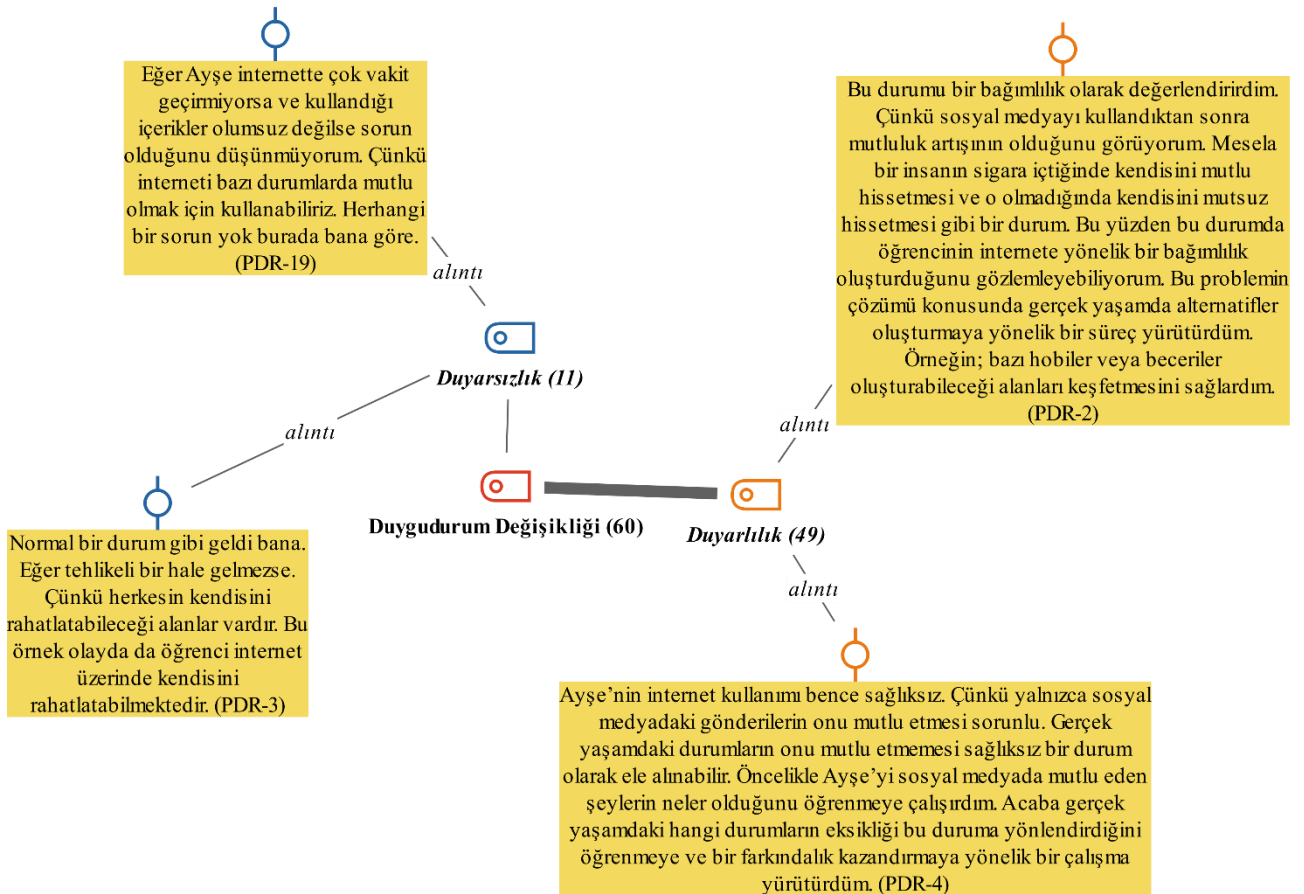 Eğer Ayşe internette çok vakit
geçirmiyorsa ve kullandığı
içerikler olumsuz değilse sorun
olduğunu düşünmüyorum. Çünkü
interneti bazı durumlarda mutlu
olmak için kullanabiliriz. Herhangi
bir sorun yok burada bana göre.
(PDR-19)
Bu durumu bir bağımlılık olarak değerlendirirdim.
Çünkü sosyal medyayı kullandıktan sonra
mutluluk artışının olduğunu görüyorum. Mesela
bir insanın sigara içtiğinde kendisini mutlu
hissetmesi ve o olmadığında kendisini mutsuz
hissetmesi gibi bir durum. Bu yüzden bu durumda
öğrencinin internete yönelik bir bağımlılık
oluşturduğunu gözlemleyebiliyorum. Bu problemin
çözümü konusunda gerçek yaşamda alternatifler
oluşturmaya yönelik bir süreç yürütürdüm.
Örneğin; bazı hobiler veya beceriler
oluşturabileceği alanları keşfetmesini sağlardım.
(PDR-2)
alıntı
Duyarsızlık (11)
alıntı
alıntı
Duygudurum Değişikliği (60)
Duyarlılık (49)
alıntı
Normal bir durum gibi geldi bana.
Eğer tehlikeli bir hale gelmezse.
Çünkü herkesin kendisini
rahatlatabileceği alanlar vardır. Bu
örnek olayda da öğrenci internet
üzerinde kendisini
rahatlatabilmektedir. (PDR-3)
Ayşe’nin internet kullanımı bence sağlıksız. Çünkü yalnızca sosyal
medyadaki gönderilerin onu mutlu etmesi sorunlu. Gerçek
yaşamdaki durumların onu mutlu etmemesi sağlıksız bir durum
olarak ele alınabilir. Öncelikle Ayşe’yi sosyal medyada mutlu eden
şeylerin neler olduğunu öğrenmeye çalışırdım. Acaba gerçek
yaşamdaki hangi durumların eksikliği bu duruma yönlendirdiğini
öğrenmeye ve bir farkındalık kazandırmaya yönelik bir çalışma
yürütürdüm. (PDR-4)